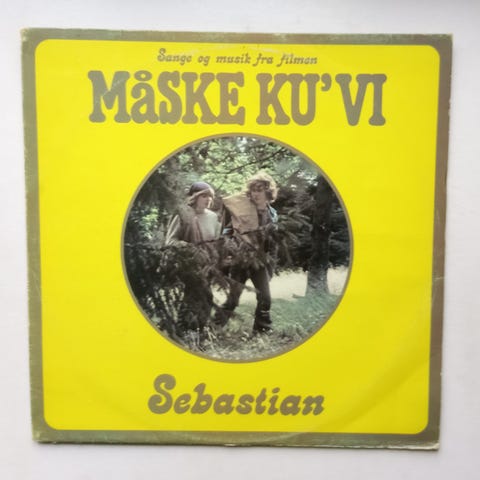 Sange og musik fra filmen
MåSKE KU' VI
Sebastian